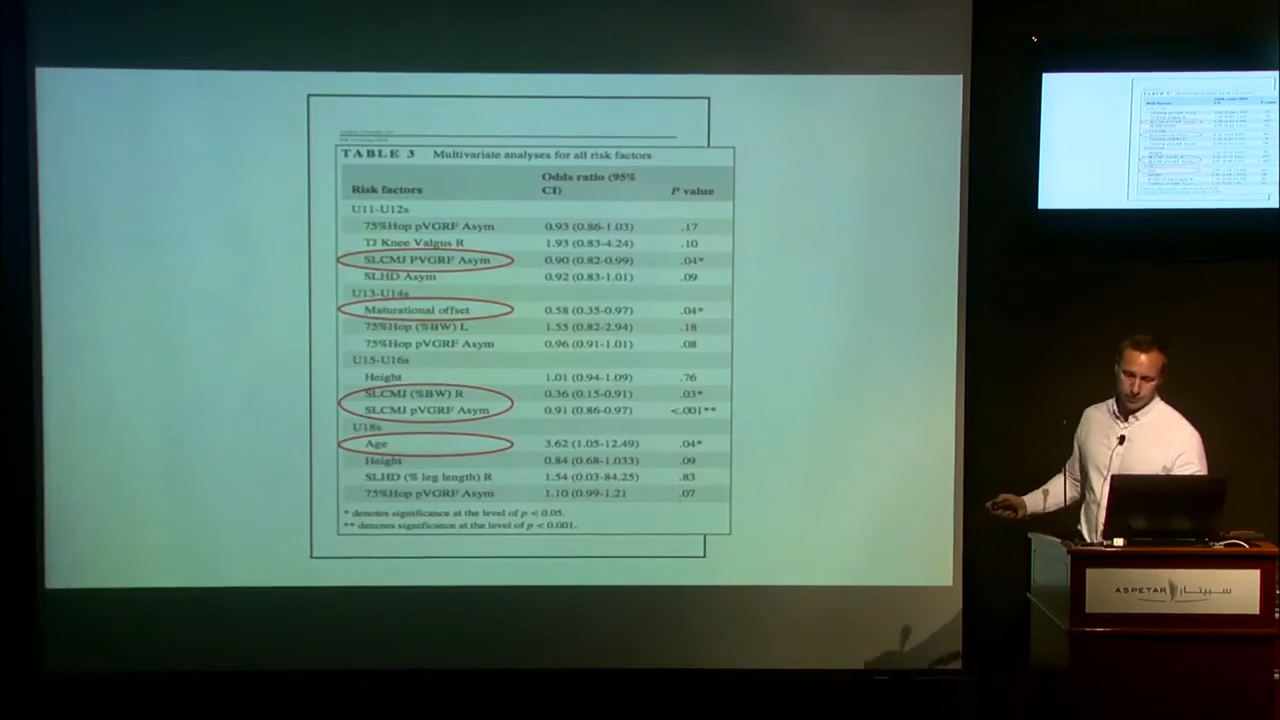 TABLE 3 Multivariate analyses for all risk factors
Risk factors Odds ratio (95% CI) P value
U11-U12s
75%Hop pVGRF Asym 0.93 (0.86-1.03) .17
TJ Knee Valgus R 1.93 (0.83-4.24) .10
SLCMJ PVGRF Asym 0.90 (0.82-0.99) .04*
SLHD Asym 0.92 (0.83-1.01) .09
U13-U14s
Maturational offset 0.58 (0.35-0.97) .04*
75%Hop (%BW) L 1.55 (0.82-2.94) .18
75%Hop pVGRF Asym 0.96 (0.91-1.01) .08
U15-U16s
Height 1.01 (0.94-1.09) .76
SLCMJ (%BW) R 0.36 (0.15-0.91) .03*
SLCMJ pVGRF Asym 0.91 (0.86-0.97) <.001**
U18s
Age 3.62 (1.05-12.49) .04*
Height 0.84 (0.68-1.033) .09
SLHD (% leg length) R 1.54 (0.03-84.25) .83
75%Hop pVGRF Asym 1.10 (0.99-1.21 .07
* denotes significance at the level of p < 0.05.
** denotes significance at the level of p < 0.001.
ASPETAR سبيتار